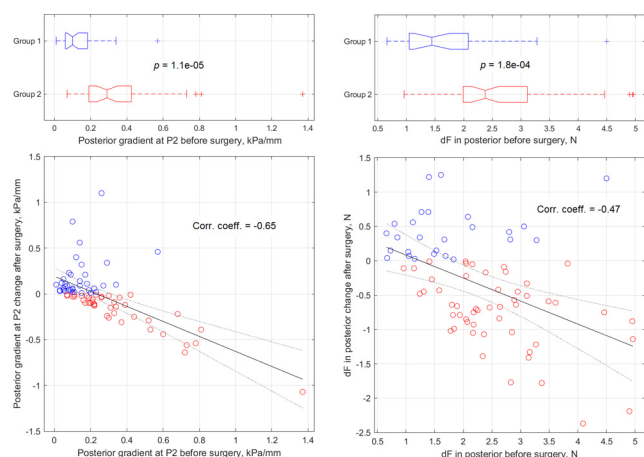 Group 1
Group 2
p = 1.1e-05
0 0.2 0.4 0.6 0.8 1 1.2 1.4
Posterior gradient at P2 before surgery, kPa/mm
Group 1
Group 2
p = 1.8e-04
0.5 1 1.5 2 2.5 3 3.5 4 4.5 5
dF in posterior before surgery, N
Posterior gradient at P2 change after surgery, kPa/mm
1.5
1
0.5
0
-0.5
-1
-1.5
Corr. coeff. = -0.65
0 0.2 0.4 0.6 0.8 1 1.2 1.4
Posterior gradient at P2 before surgery, kPa/mm
dF in posterior change after surgery, N
1.5
1
0.5
0
-0.5
-1
-1.5
-2
-2.5
Corr. coeff. = -0.47
0.5 1 1.5 2 2.5 3 3.5 4 4.5 5
dF in posterior before surgery, N